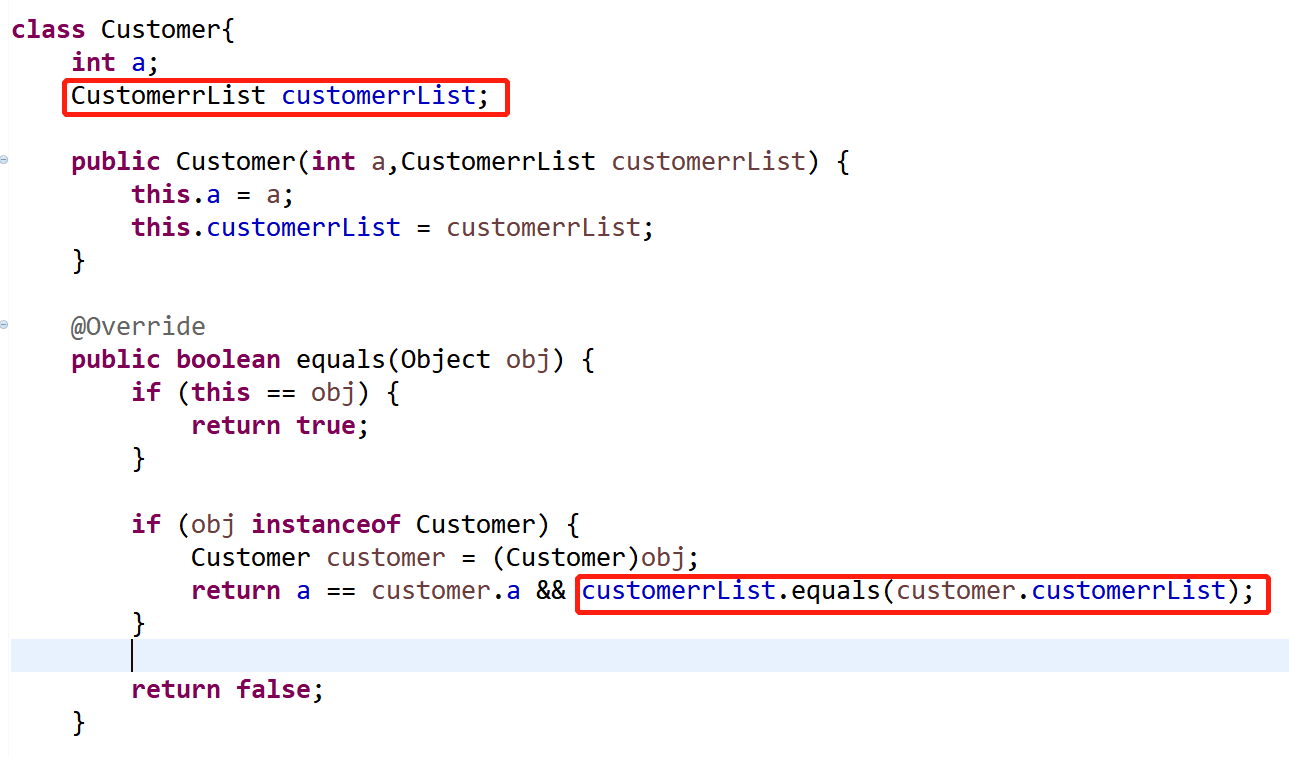 class Customer{
int a;
CustomerrList customerrList;
public Customer(int a,CustomerrList customerrList) {
this.a = a;
this.customerrList = customerrList;
}
@Override
public boolean equals(Object obj) {
if (this == obj) {
return true;
}
if (obj instanceof Customer) {
Customer customer = (Customer)obj;
return a == customer.a && customerrList.equals(customer.customerrList);
}
return false;
}